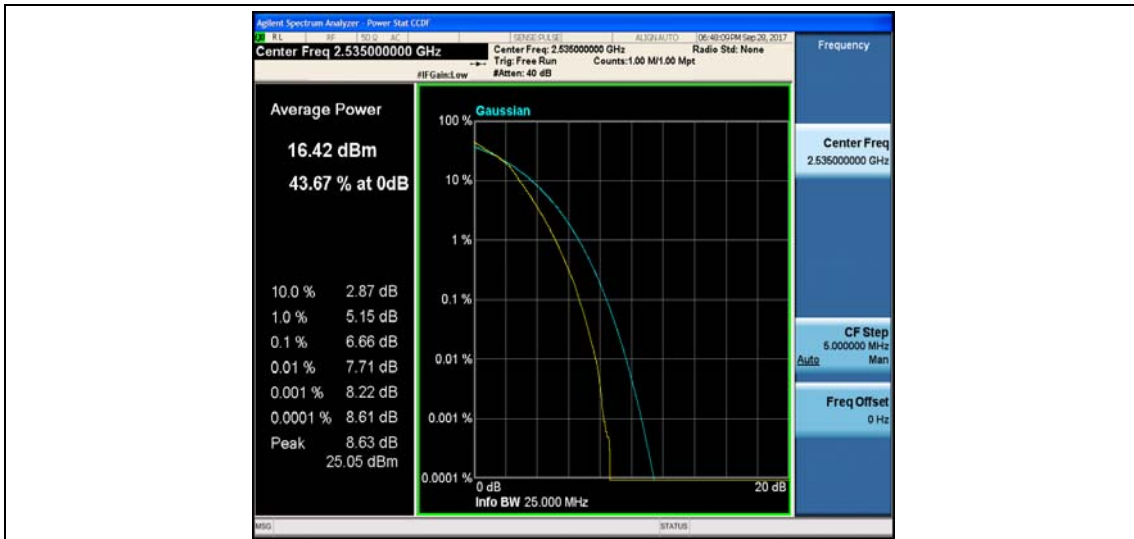 Agilent Spectrum Analyzer - Power Stat CCDF
RL RF 50 Ω AC SENSE:PULSE ALIGNAUTO 06:48:09PM Sep 28, 2017
Center Freq 2.535000000 GHz
Center Freq: 2.535000000 GHz Radio Std: None
Trig: Free Run Counts:1.00 M/1.00 Mpt
#IFGain:Low #Atten: 40 dB
Frequency
Average Power
16.42 dBm
43.67 % at 0dB
10.0 % 2.87 dB
1.0 % 5.15 dB
0.1 % 6.66 dB
0.01 % 7.71 dB
0.001 % 8.22 dB
0.0001 % 8.61 dB
Peak 8.63 dB
25.05 dBm
Gaussian
100 %
10 %
1 %
0.1 %
0.01 %
0.001 %
0.0001 %
0 dB 20 dB
Info BW 25.000 MHz
Center Freq
2.535000000 GHz
CF Step
5.000000 MHz
Auto Man
Freq Offset
0 Hz
MSG STATUS